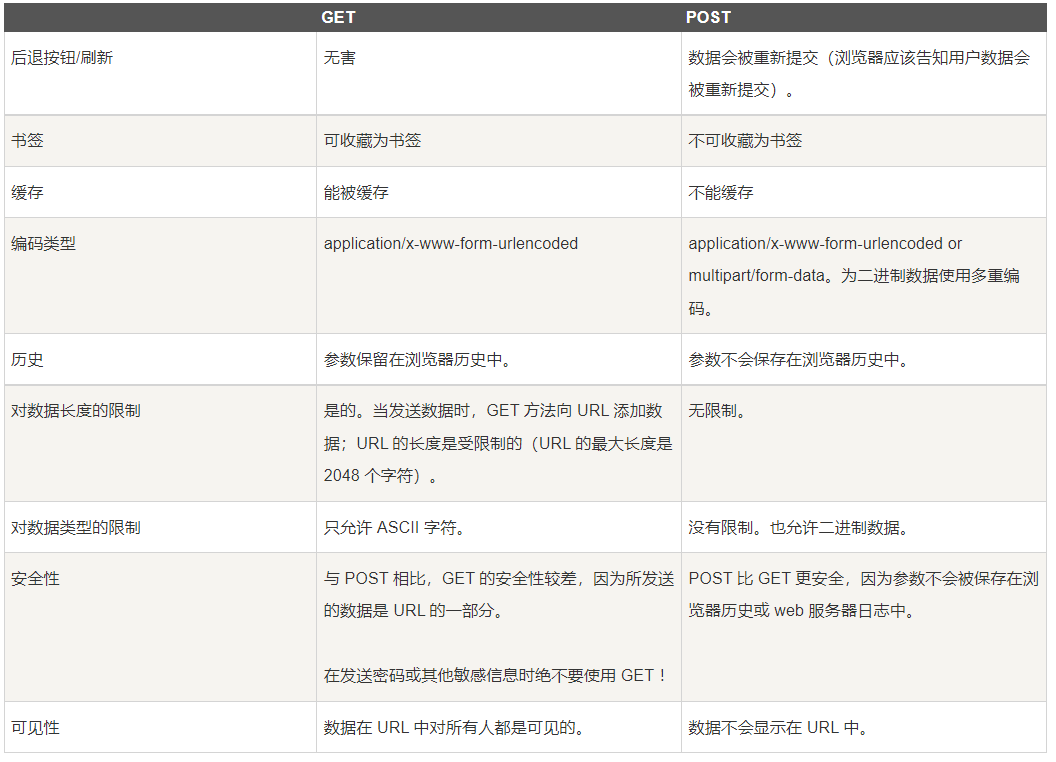 GET POST
后退按钮/刷新 无害 数据会被重新提交（浏览器应该告知用户数据会
被重新提交）。
书签 可收藏为书签 不可收藏为书签
缓存 能被缓存 不能缓存
编码类型 application/x-www-form-urlencoded application/x-www-form-urlencoded or
multipart/form-data。为二进制数据使用多重编
码。
历史 参数保留在浏览器历史中。 参数不会保存在浏览器历史中。
对数据长度的限制 是的。当发送数据时，GET 方法向 URL 添加数 无限制。
据；URL 的长度是受限制的（URL 的最大长度是
2048 个字符）。
对数据类型的限制 只允许 ASCII 字符。 没有限制。也允许二进制数据。
安全性 与 POST 相比，GET 的安全性较差，因为所发送 POST 比 GET 更安全，因为参数不会被保存在浏
的数据是 URL 的一部分。 览器历史或 web 服务器日志中。
在发送密码或其他敏感信息时绝不要使用 GET ！
可见性 数据在 URL 中对所有人都是可见的。 数据不会显示在 URL 中。